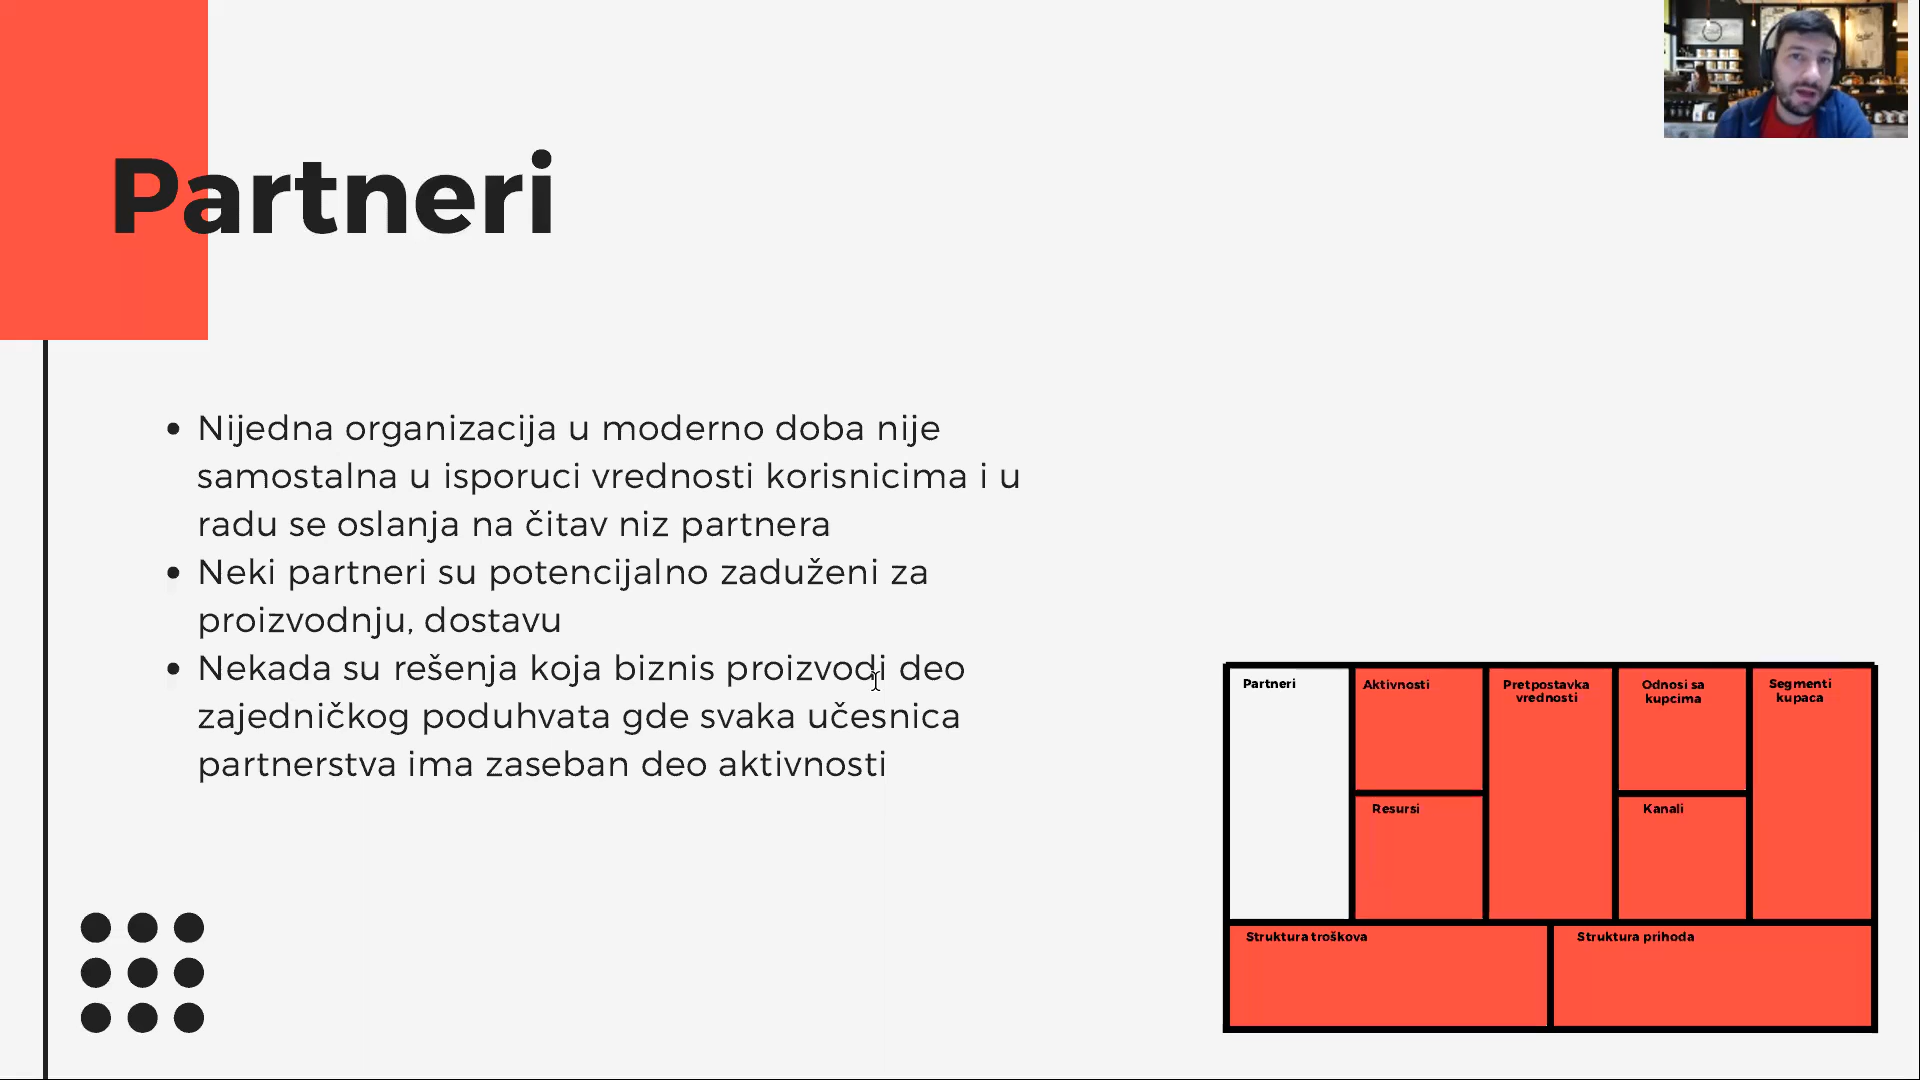 Partneri
Nijedna organizacija u moderno doba nije
samostalna u isporuci vrednosti korisnicima i u
radu se oslanja na čitav niz partnera
Neki partneri su potencijalno zaduženi za
proizvodnju, dostavu
Nekada su rešenja koja biznis proizvodi deo
zajedničkog poduhvata gde svaka učesnica
partnerstva ima zaseban deo aktivnosti
Partneri
Aktivnosti
Pretpostavka
vrednosti
Odnosi sa
kupcima
Segmenti
kupaca
Resursi
Kanali
Struktura troškova
Struktura prihoda